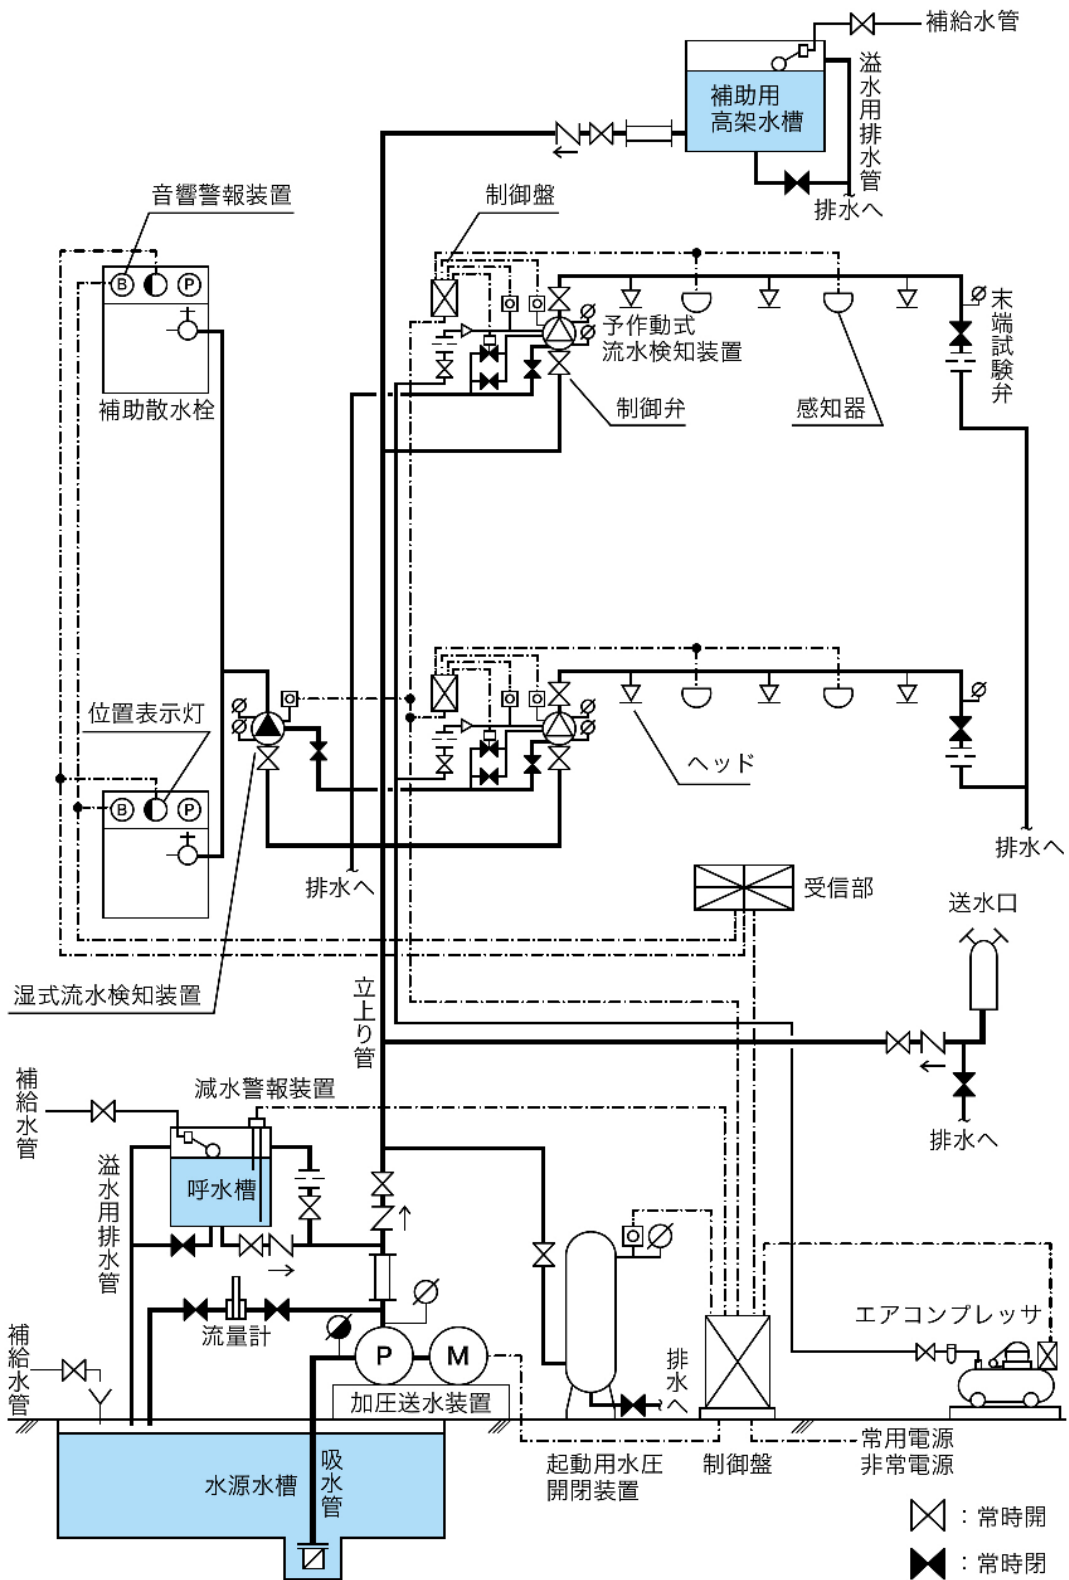 補給水管
補助用
高架水槽
溢水用排水管
排水へ
音響警報装置
制御盤
B
P
補助散水栓
予作動式
流水検知装置
制御弁
感知器
末端試験弁
位置表示灯
B
P
ヘッド
排水へ
排水へ
受信部
送水口
湿式流水検知装置
立上り管
補給水管
減水警報装置
呼水槽
溢水用排水管
排水へ
流量計
補給水管
P
M
加圧送水装置
排水へ
エアコンプレッサ
水源水槽
吸水管
起動用水圧
開閉装置
制御盤
常用電源
非常電源
：常時開
：常時閉